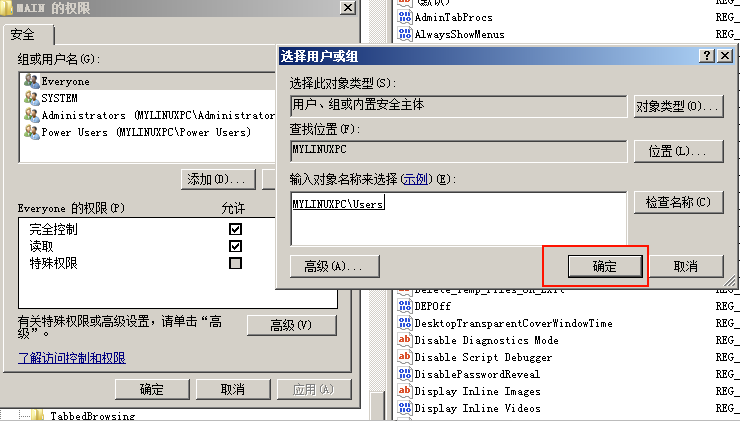 MAIN 的权限
安全
组或用户名(G):
Everyone
SYSTEM
Administrators (MYLINUXPC\Administrator
Power Users (MYLINUXPC\Power Users)
添加(D)...
Everyone 的权限(P)
允许
完全控制
读取
特殊权限
有关特殊权限或高级设置，请单击“高
级”。
高级(V)
了解访问控制和权限
确定
取消
应用(A)
TabbedBrowsing
选择用户或组
选择此对象类型(S):
用户、组或内置安全主体
对象类型(O)...
查找位置(F):
MYLINUXPC
位置(L)...
输入对象名称来选择(示例)(E):
MYLINUXPC\Users
检查名称(C)
高级(A)...
确定
取消
(默认) REG_
AdminTabProcs REG_
AlwaysShowMenus REG_
Delete_Temp_Files_On_Exit REG_
DEPOff REG_
DesktopTransparentCoverWindowTime REG_
Disable Diagnostics Mode REG_
Disable Script Debugger REG_
DisablePasswordReveal REG_
Display Inline Images REG_
Display Inline Videos REG_